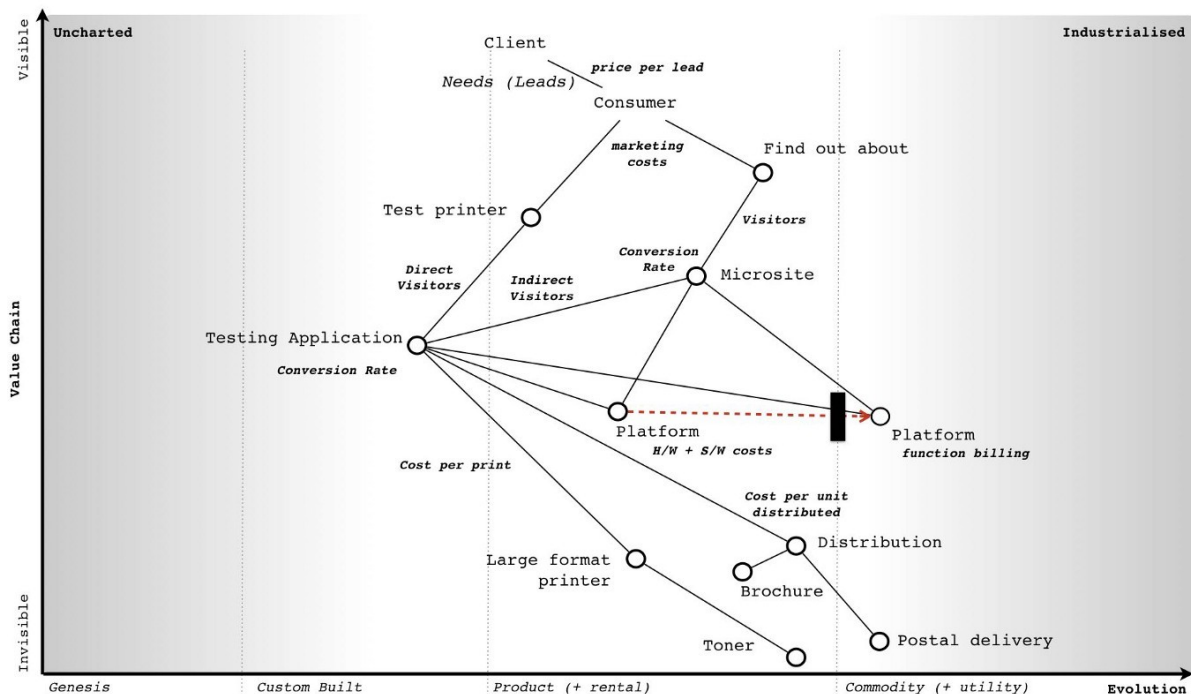 Uncharted
Industrialised
Visible
Client
price per lead
Needs (Leads)
Consumer
marketing
costs
Find out about
Test printer
Visitors
Conversion
Rate
Direct
Visitors
Indirect
Visitors
Microsite
Testing Application
Conversion Rate
Value Chain
Platform
H/W + S/W costs
Platform
function billing
Cost per print
Cost per unit
distributed
Distribution
Large format
printer
Brochure
Toner
Postal delivery
Invisible
Genesis
Custom Built
Product (+ rental)
Commodity (+ utility)
Evolution